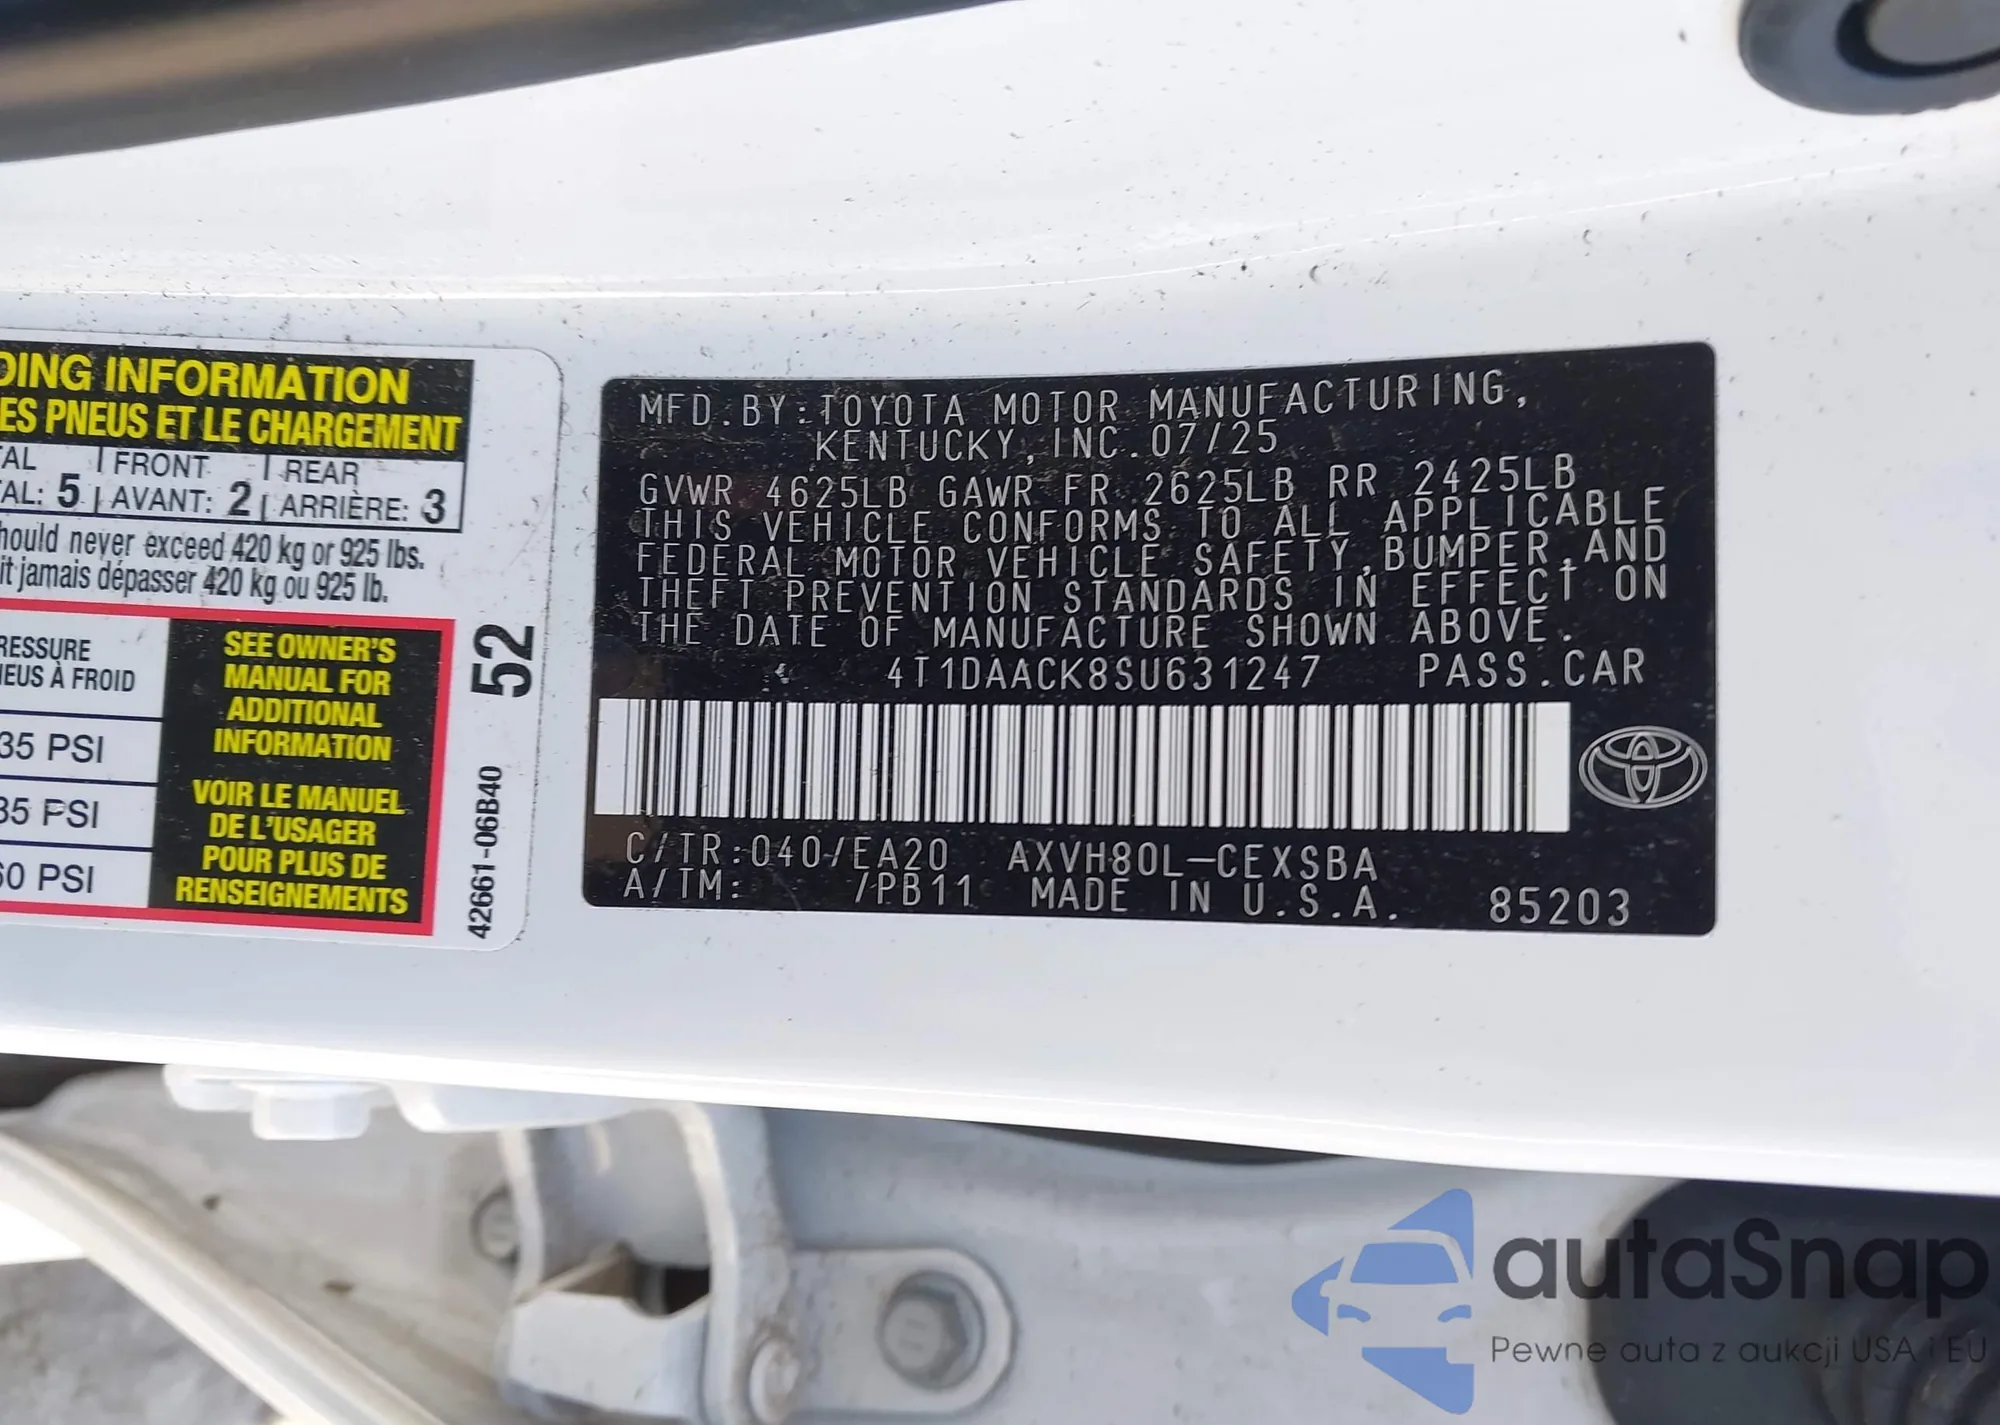 DING INFORMATION
ES PNEUS ET LE CHARGEMENT
TAL FRONT REAR
TAL: 5 AVANT: 2 ARRIÈRE: 3
hould never exceed 420 kg or 925 lbs.
it jamais dépasser 420 kg ou 925 lb.
RESSURE
NEUS À FROID
35 PSI
35 PSI
60 PSI
SEE OWNER'S
MANUAL FOR
ADDITIONAL
INFORMATION
VOIR LE MANUEL
DE L'USAGER
POUR PLUS DE
RENSEIGNEMENTS
52
42661-06B40
MFD.BY:TOYOTA MOTOR MANUFACTURING,
KENTUCKY,INC.07/25
GVWR 4625LB GAWR FR 2625LB RR 2425LB
THIS VEHICLE CONFORMS TO ALL APPLICABLE
FEDERAL MOTOR VEHICLE SAFETY,BUMPER,AND
THEFT PREVENTION STANDARDS IN EFFECT ON
THE DATE OF MANUFACTURE SHOWN ABOVE.
4T1DAACK8SU631247 PASS.CAR
C/TR:040/EA20 AXVH80L-CEXSBA
A/TM: /PB11 MADE IN U.S.A. 85203
autaSnap
Pewne auta z aukcji USA i EU